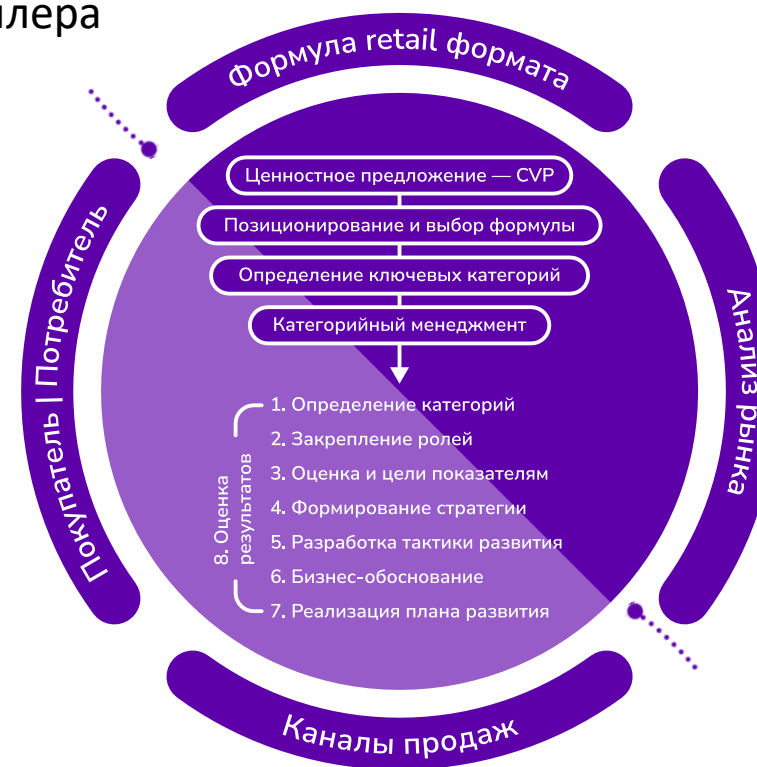 Формула retail формата
Ценностное предложение — CVP
Позиционирование и выбор формулы
Определение ключевых категорий
Категорийный менеджмент
Покупатель | Потребитель
Анализ рынка
1. Определение категорий
2. Закрепление ролей
3. Оценка и цели показателям
4. Формирование стратегии
5. Разработка тактики развития
6. Бизнес-обоснование
7. Реализация плана развития
8. Оценка
результатов
Каналы продаж